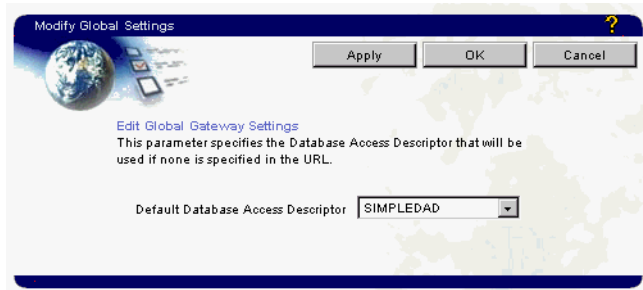 Modify Global Settings
?
Apply OK Cancel
Edit Global Gateway Settings
This parameter specifies the Database Access Descriptor that will be
used if none is specified in the URL.
Default Database Access Descriptor SIMPLEDAD